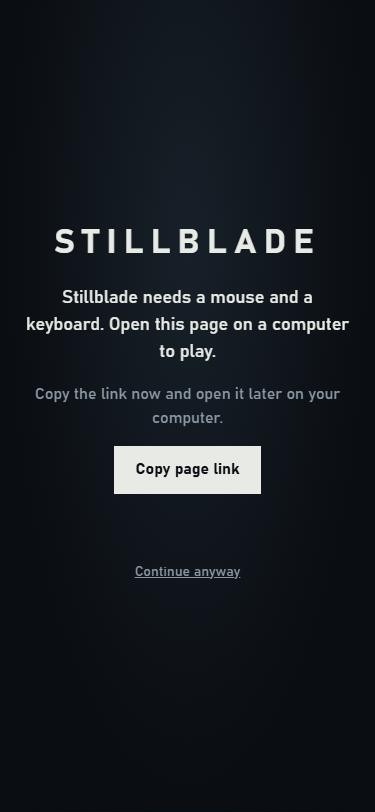 STILLBLADE
Stillblade needs a mouse and a
keyboard. Open this page on a computer
to play.
Copy the link now and open it later on your
computer.
Copy page link
Continue anyway